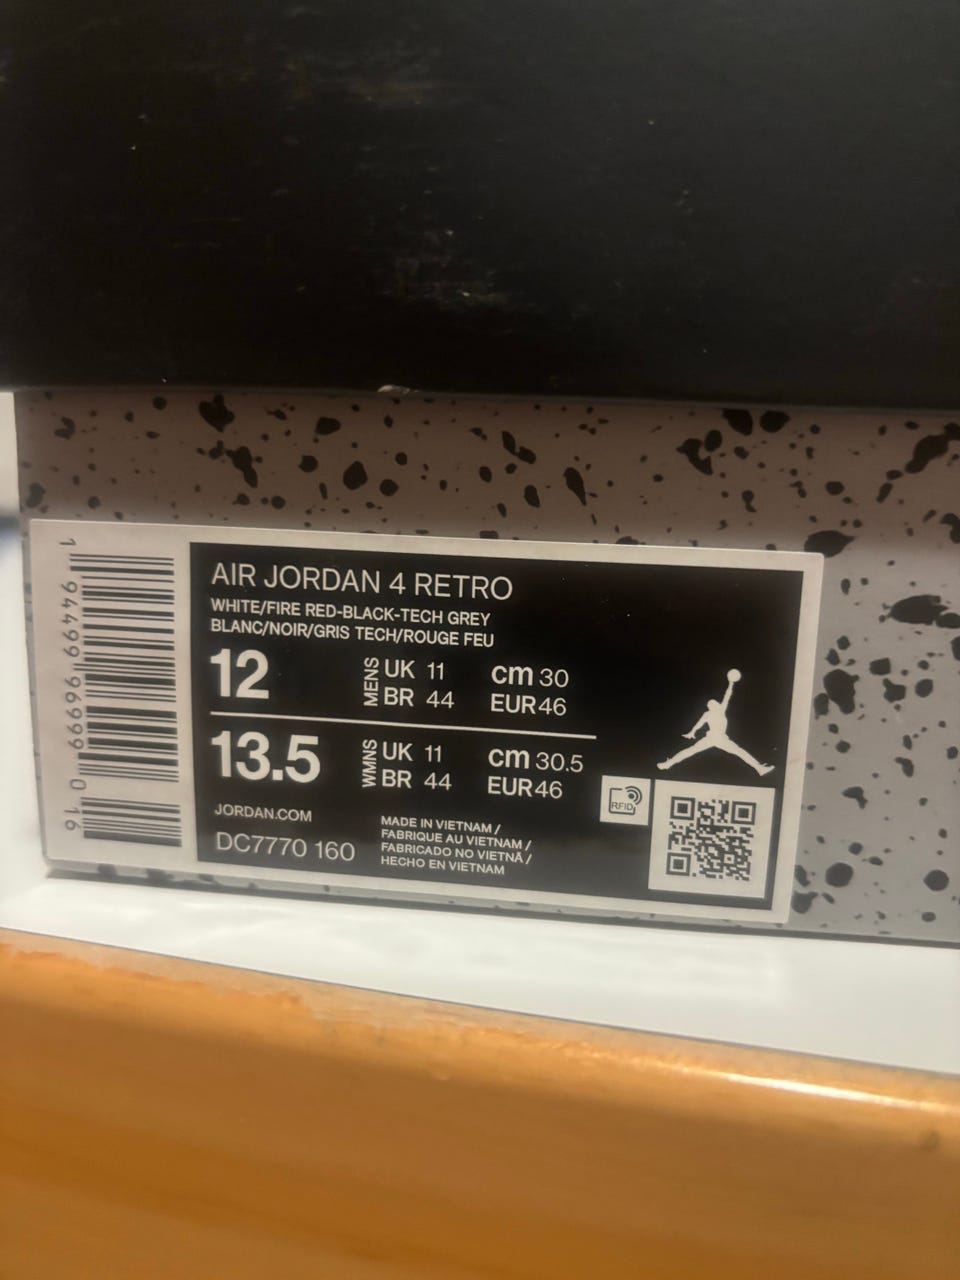 AIR JORDAN 4 RETRO
WHITE/FIRE RED-BLACK-TECH GREY
BLANC/NOIR/GRIS TECH/ROUGE FEU
12 MENS UK 11 cm 30
BR 44 EUR 46
13.5 WMNS UK 11 cm 30.5
BR 44 EUR 46
JORDAN.COM
DC7770 160
MADE IN VIETNAM /
FABRIQUE AU VIETNAM /
FABRICADO NO VIETNÃ /
HECHO EN VIETNAM
RFID
1 94499 96999 0 16